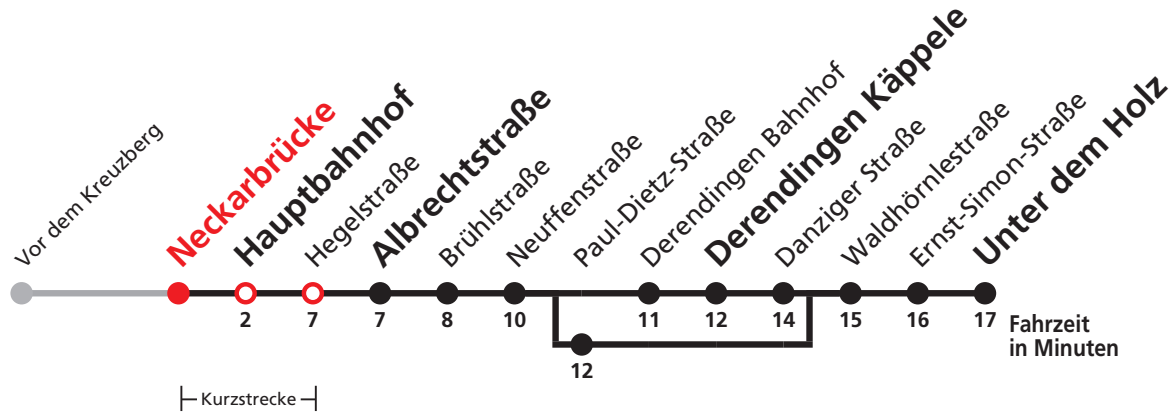 Vor dem Kreuzberg
Neckarbrücke
Hauptbahnhof
Hegelstraße
Albrechtstraße
Brühlstraße
Neuffenstraße
Paul-Dietz-Straße
Derendingen Bahnhof
Derendingen Käppele
Danziger Straße
Waldhörnlestraße
Ernst-Simon-Straße
Unter dem Holz
2 7 7 8 10 11 12 14 15 16 17
12
Fahrzeit
in Minuten
Kurzstrecke